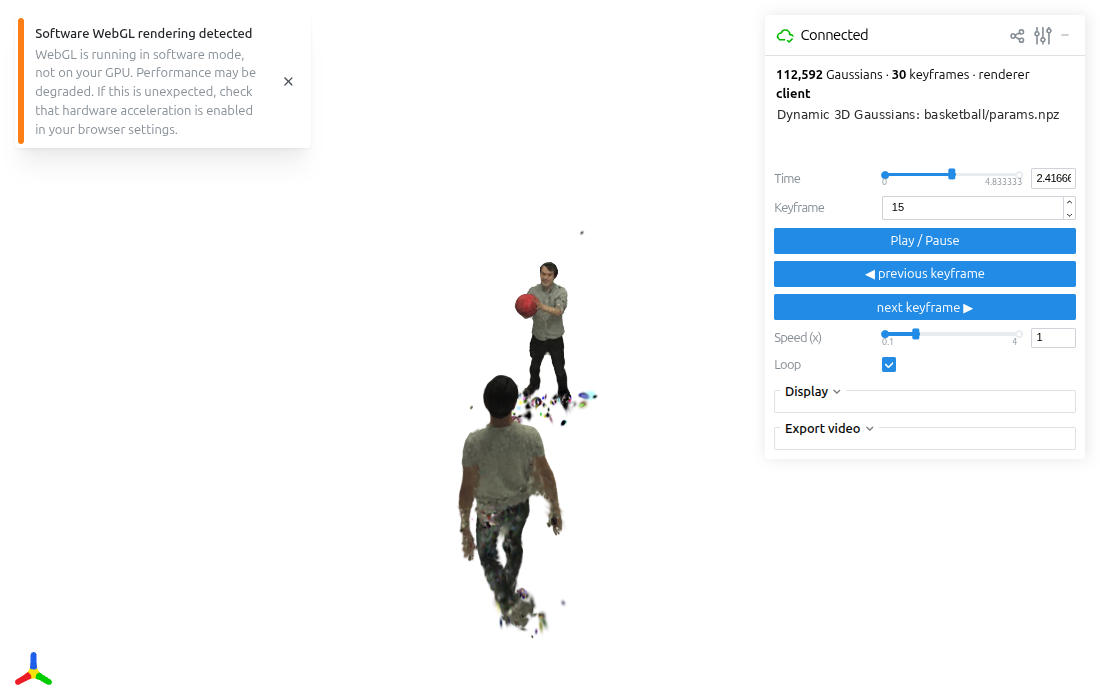 Software WebGL rendering detected
WebGL is running in software mode,
not on your GPU. Performance may be
degraded. If this is unexpected, check
that hardware acceleration is enabled
in your browser settings.
Connected
112,592 Gaussians · 30 keyframes · renderer
client
Dynamic 3D Gaussians: basketball/params.npz
Time
0
4.833333
2.41666
Keyframe
15
Play / Pause
◀ previous keyframe
next keyframe ▶
Speed (x)
0.1
4
1
Loop
Display
Export video